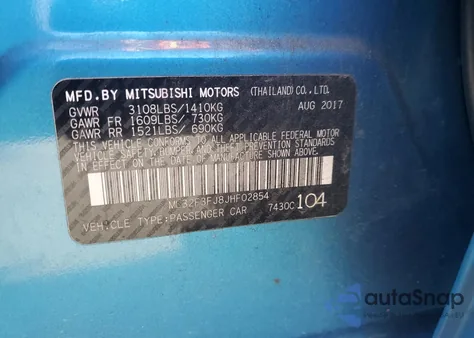 MFD.BY MITSUBISHI MOTORS (THAILAND) CO.,LTD.
GVWR 3108LBS/1410KG AUG 2017
GAWR FR 1609LBS/ 730KG
GAWR RR 1521LBS/ 690KG
THIS VEHICLE CONFORMS TO ALL APPLICABLE FEDERAL MOTOR
VEHICLE SAFETY, BUMPER, AND THEFT PREVENTION
STANDARDS IN EFFECT ON THE DATE OF
MANUFACTURE SHOWN ABOVE.
7430C 104
VEHICLE TYPE:PASSENGER CAR
autoSnap